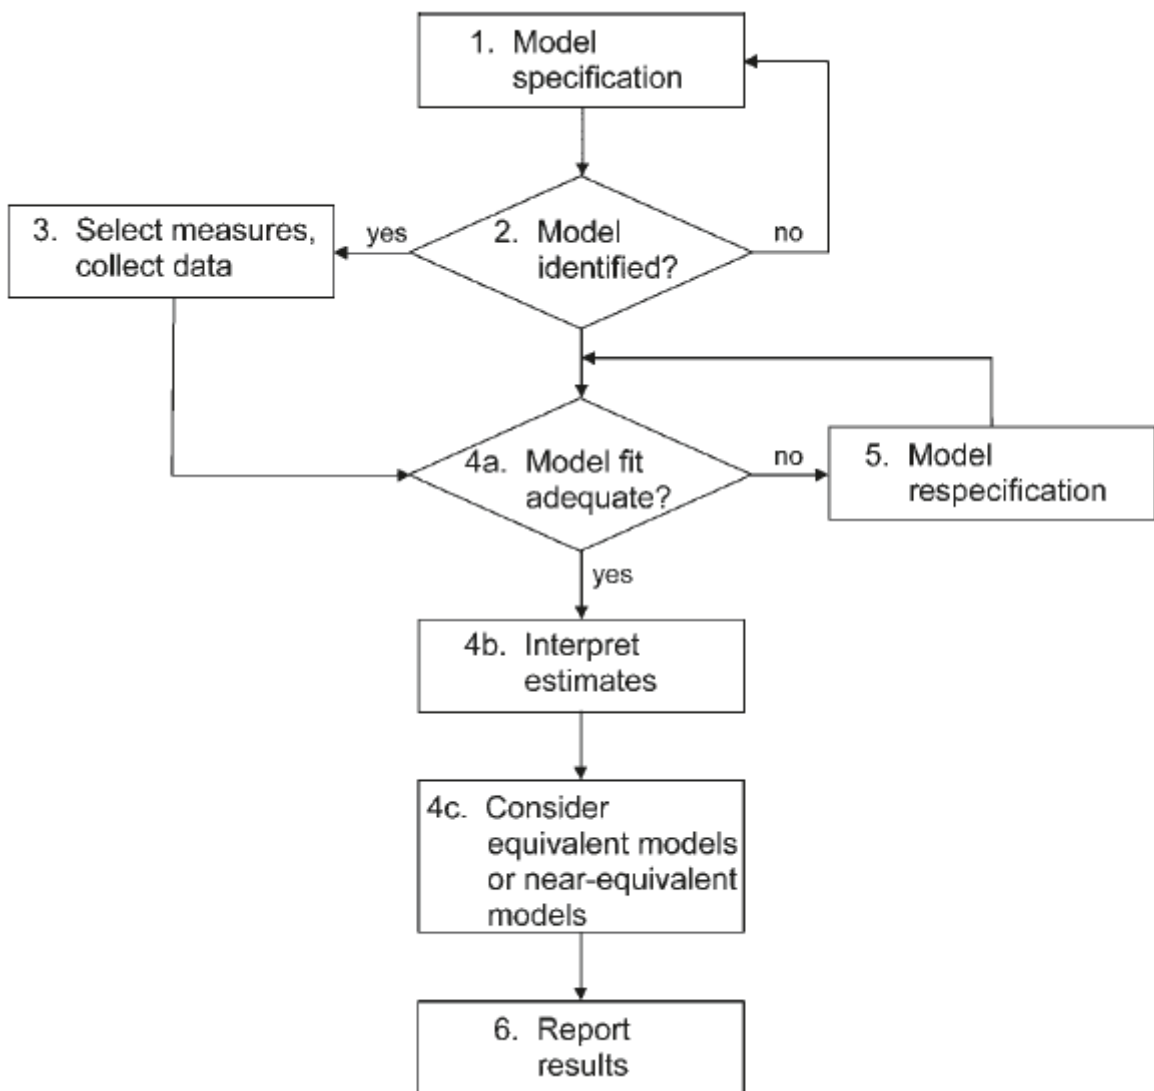 1. Model
specification
2. Model
identified?
yes
no
3. Select measures,
collect data
4a. Model fit
adequate?
no
yes
5. Model
respecification
4b. Interpret
estimates
4c. Consider
equivalent models
or near-equivalent
models
6. Report
results